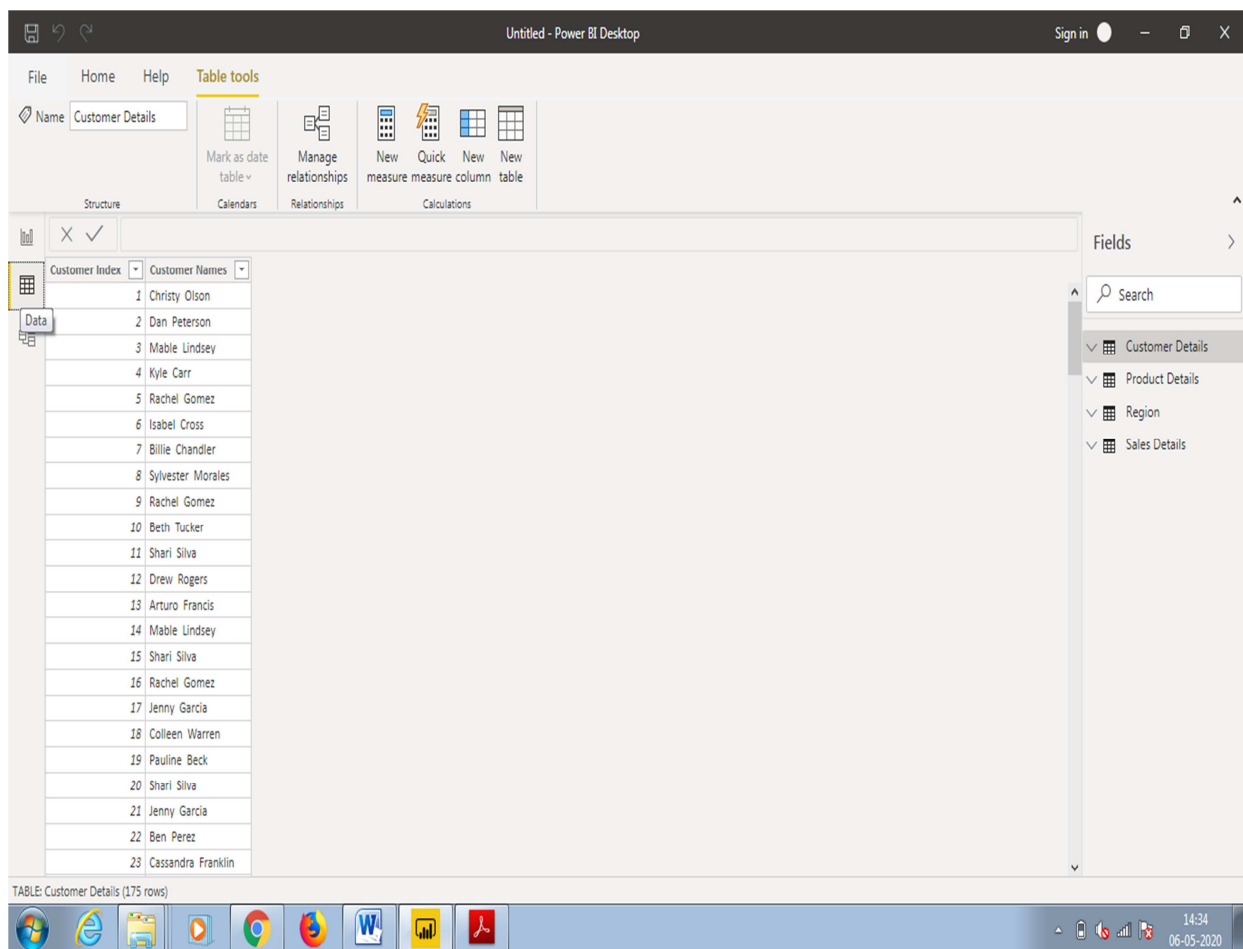 Untitled - Power BI Desktop
Sign in
File Home Help Table tools
Name Customer Details
Mark as date table
Manage relationships
New measure
Quick measure
New column
New table
Structure Calendars Relationships Calculations
Fields
Search
Customer Details
Product Details
Region
Sales Details
Data
Customer Index Customer Names
1 Christy Olson
2 Dan Peterson
3 Mable Lindsey
4 Kyle Carr
5 Rachel Gomez
6 Isabel Cross
7 Billie Chandler
8 Sylvester Morales
9 Rachel Gomez
10 Beth Tucker
11 Shari Silva
12 Drew Rogers
13 Arturo Francis
14 Mable Lindsey
15 Shari Silva
16 Rachel Gomez
17 Jenny Garcia
18 Colleen Warren
19 Pauline Beck
20 Shari Silva
21 Jenny Garcia
22 Ben Perez
23 Cassandra Franklin
TABLE: Customer Details (175 rows)
W
14:34
06-05-2020